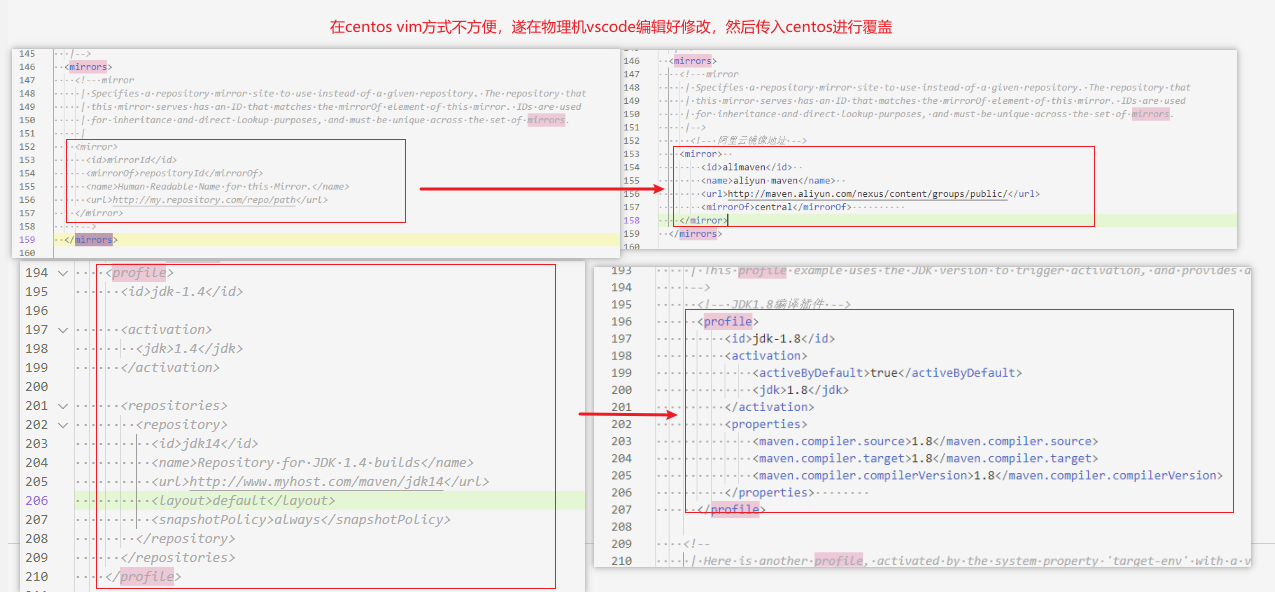 在centos vim方式不方便，遂在物理机vscode编辑好修改，然后传入centos进行覆盖
145 |-->
146 <mirrors>
147 <!-- mirror
148 | Specifies a repository mirror site to use instead of a given repository. The repository that
149 | this mirror serves has an ID that matches the mirrorOf element of this mirror. IDs are used
150 | for inheritance and direct lookup purposes, and must be unique across the set of mirrors.
151 |
152 <mirror>
153 <id>mirrorId</id>
154 <mirrorOf>repositoryId</mirrorOf>
155 <name>Human Readable Name for this Mirror.</name>
156 <url>http://my.repository.com/repo/path</url>
157 </mirror>
158 -->
159 </mirrors>
160
146 <mirrors>
147 <!-- mirror
148 | Specifies a repository mirror site to use instead of a given repository. The repository that
149 | this mirror serves has an ID that matches the mirrorOf element of this mirror. IDs are used
150 | for inheritance and direct lookup purposes, and must be unique across the set of mirrors.
151 |-->
152 <!-- 阿里云镜像地址 -->
153 <mirror>
154 <id>alimaven</id>
155 <name>aliyun maven</name>
156 <url>http://maven.aliyun.com/nexus/content/groups/public/</url>
157 <mirrorOf>central</mirrorOf>
158 </mirror>
159 </mirrors>
160
194 <profile>
195 <id>jdk-1.4</id>
196
197 <activation>
198 <jdk>1.4</jdk>
199 </activation>
200
201 <repositories>
202 <repository>
203 <id>jdk14</id>
204 <name>Repository for JDK 1.4 builds</name>
205 <url>http://www.myhost.com/maven/jdk14</url>
206 <layout>default</layout>
207 <snapshotPolicy>always</snapshotPolicy>
208 </repository>
209 </repositories>
210 </profile>
193 | This profile example uses the JDK version to trigger activation, and provides a
194 -->
195 <!-- JDK1.8编译插件 -->
196 <profile>
197 <id>jdk-1.8</id>
198 <activation>
199 <activeByDefault>true</activeByDefault>
200 <jdk>1.8</jdk>
201 </activation>
202 <properties>
203 <maven.compiler.source>1.8</maven.compiler.source>
204 <maven.compiler.target>1.8</maven.compiler.target>
205 <maven.compiler.compilerVersion>1.8</maven.compiler.compilerVersion>
206 </properties>
207 </profile>
208
209 <!--
210 | Here is another profile, activated by the system property 'target-env' with a v